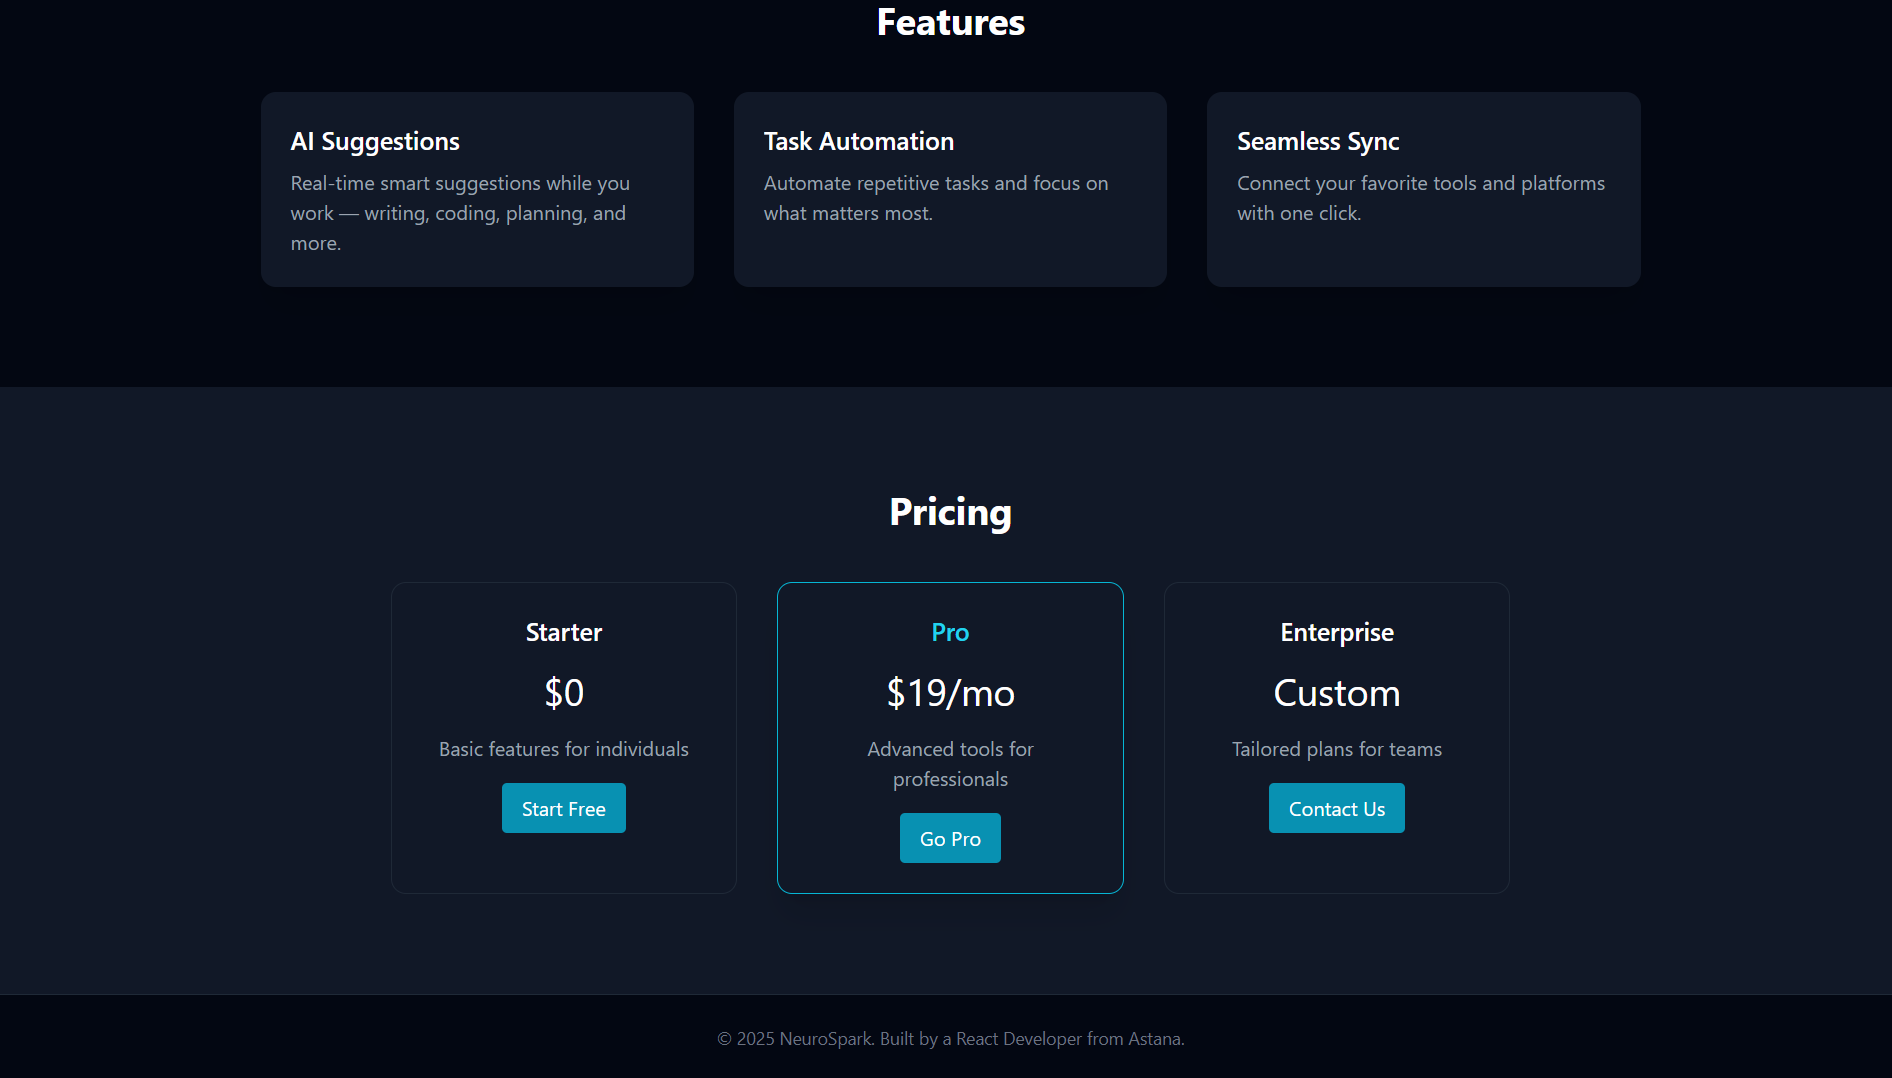 Features
AI Suggestions
Real-time smart suggestions while you
work — writing, coding, planning, and
more.
Task Automation
Automate repetitive tasks and focus on
what matters most.
Seamless Sync
Connect your favorite tools and platforms
with one click.
Pricing
Starter
$0
Basic features for individuals
Start Free
Pro
$19/mo
Advanced tools for
professionals
Go Pro
Enterprise
Custom
Tailored plans for teams
Contact Us
© 2025 NeuroSpark. Built by a React Developer from Astana.